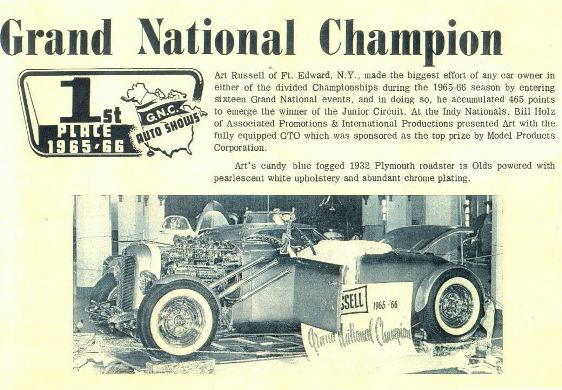 Grand National Champion
1st
PLACE
1965-66
G.N.C.
AUTO SHOWS
Art Russell of Ft. Edward, N.Y., made the biggest effort of any car owner in
either of the divided Championships during the 1965-66 season by entering
sixteen Grand National events, and in doing so, he accumulated 465 points
to emerge the winner of the Junior Circuit. At the Indy Nationals, Bill Holz
of Associated Promotions & International Productions presented Art with the
fully equipped GTO which was sponsored as the top prize by Model Products
Corporation.
Art's candy blue fogged 1932 Plymouth roadster is Olds powered with
pearlescent white upholstery and abundant chrome plating.
SSELL 1965-'66
Grand National Champion